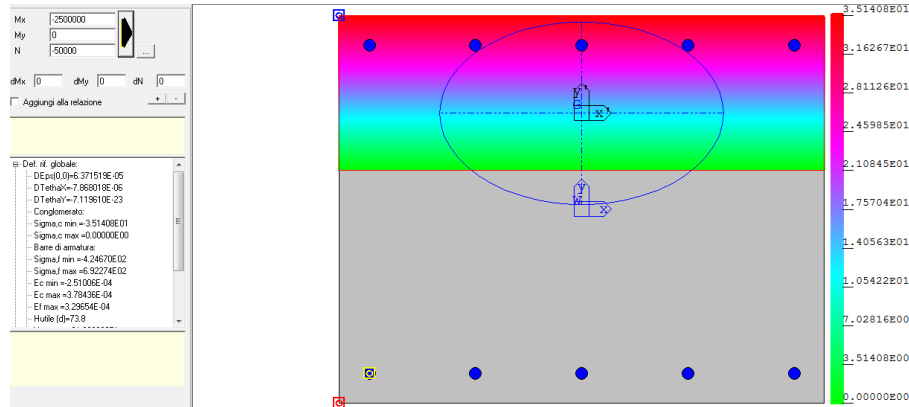 Mx -2500000
My 0
N -50000
...
dMx 0 dMy 0 dN 0
Aggiungi alla relazione + -
Def. rif. globale:
DEps(0,0)=6.371519E-05
DTethaX=-7.868018E-06
DTethaY=-7.119610E-23
Conglomerato:
Sigma,c min =-3.51408E01
Sigma,c max =0.00000E00
Barre di armatura:
Sigma,f min =-4.24670E02
Sigma,f max =6.92274E02
Ec min =-2.51006E-04
Ec max =3.78436E-04
Ef max =3.29654E-04
Hutile (d)=73.8
x
y
x
3.51408E01
3.16267E01
2.81126E01
2.45985E01
2.10845E01
1.75704E01
1.40563E01
1.05422E01
7.02816E00
3.51408E00
0.00000E00